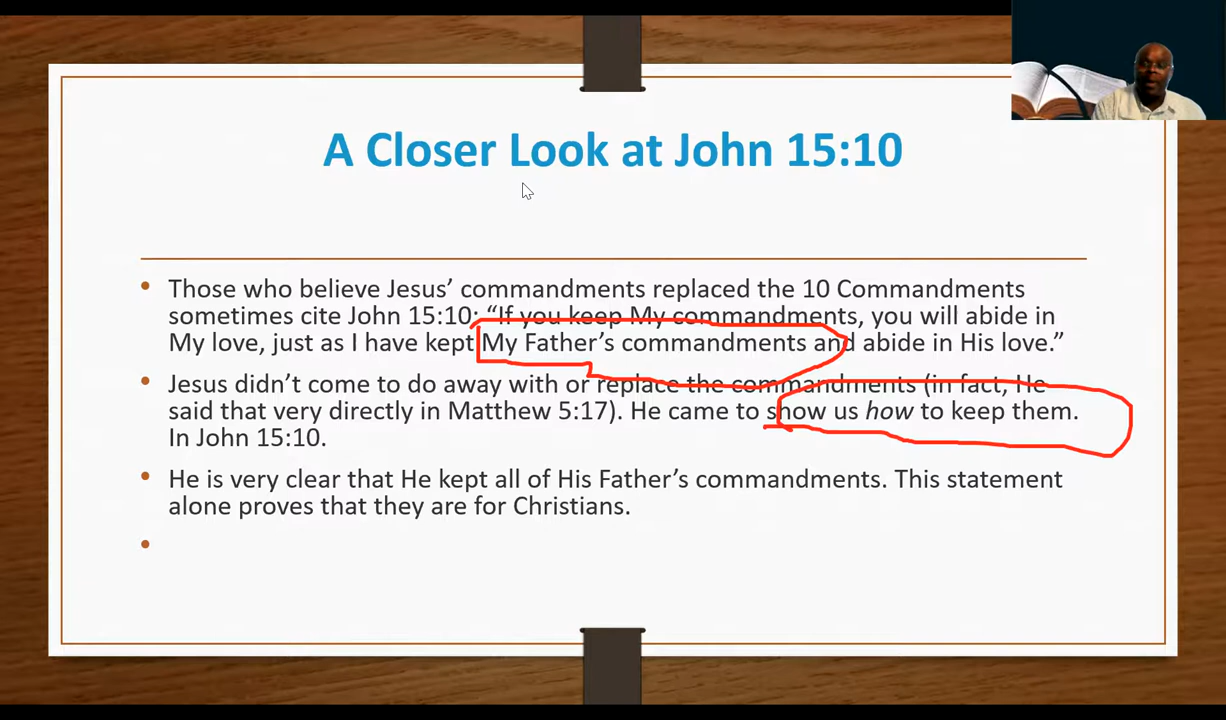 A Closer Look at John 15:10
• Those who believe Jesus’ commandments replaced the 10 Commandments
sometimes cite John 15:10: “If you keep My commandments, you will abide in
My love, just as I have kept My Father’s commandments and abide in His love.”
• Jesus didn’t come to do away with or replace the commandments (in fact, He
said that very directly in Matthew 5:17). He came to show us how to keep them.
In John 15:10.
• He is very clear that He kept all of His Father’s commandments. This statement
alone proves that they are for Christians.
•